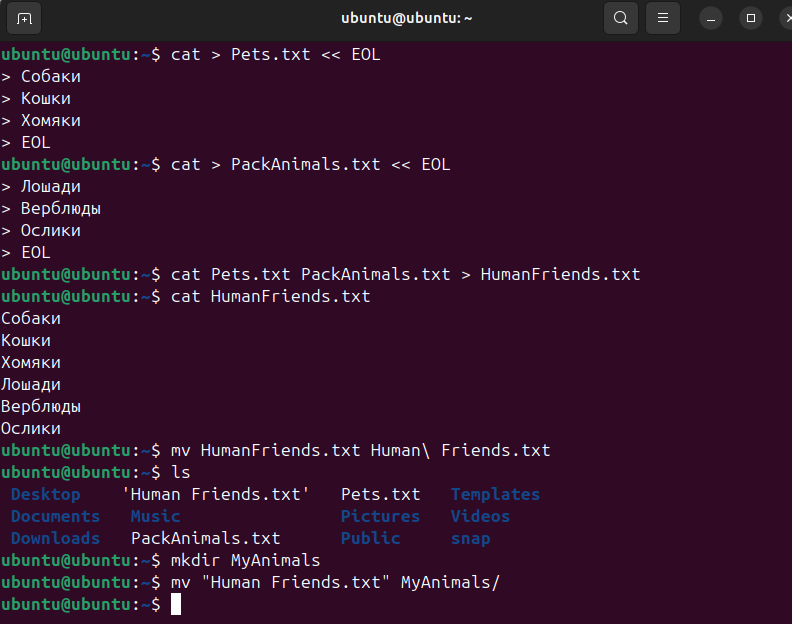 ubuntu@ubuntu: ~
ubuntu@ubuntu:~$ cat > Pets.txt << EOL
> Собаки
> Кошки
> Хомяки
> EOL
ubuntu@ubuntu:~$ cat > PackAnimals.txt << EOL
> Лошади
> Верблюды
> Ослики
> EOL
ubuntu@ubuntu:~$ cat Pets.txt PackAnimals.txt > HumanFriends.txt
ubuntu@ubuntu:~$ cat HumanFriends.txt
Собаки
Кошки
Хомяки
Лошади
Верблюды
Ослики
ubuntu@ubuntu:~$ mv HumanFriends.txt Human\ Friends.txt
ubuntu@ubuntu:~$ ls
Desktop 'Human Friends.txt' Pets.txt Templates
Documents Music Pictures Videos
Downloads PackAnimals.txt Public snap
ubuntu@ubuntu:~$ mkdir MyAnimals
ubuntu@ubuntu:~$ mv "Human Friends.txt" MyAnimals/
ubuntu@ubuntu:~$